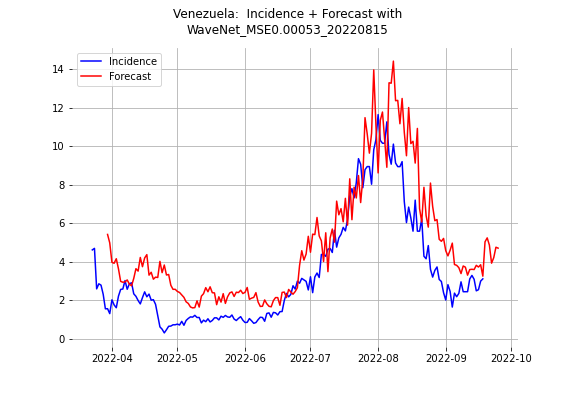 Venezuela:  Incidence + Forecast with
WaveNet_MSE0.00053_20220815
Incidence
Forecast
14
12
10
8
6
4
2
0
2022-04 2022-05 2022-06 2022-07 2022-08 2022-09 2022-10